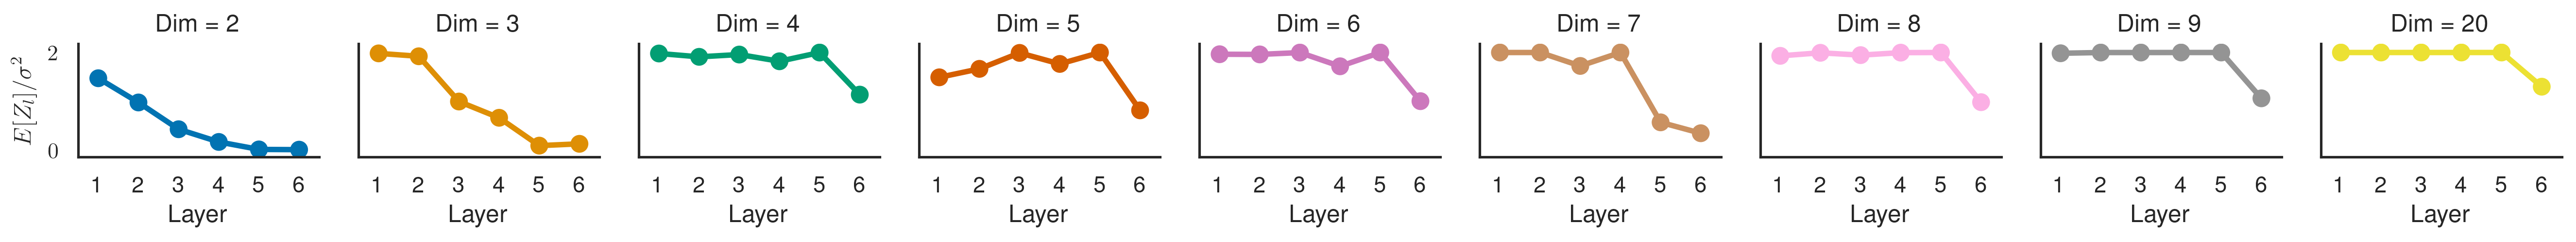 Dim = 2 Dim = 3 Dim = 4 Dim = 5 Dim = 6 Dim = 7 Dim = 8 Dim = 9 Dim = 20
E[Z_l]/σ²
2
0
1 2 3 4 5 6 1 2 3 4 5 6 1 2 3 4 5 6 1 2 3 4 5 6 1 2 3 4 5 6 1 2 3 4 5 6 1 2 3 4 5 6 1 2 3 4 5 6 1 2 3 4 5 6
Layer Layer Layer Layer Layer Layer Layer Layer Layer